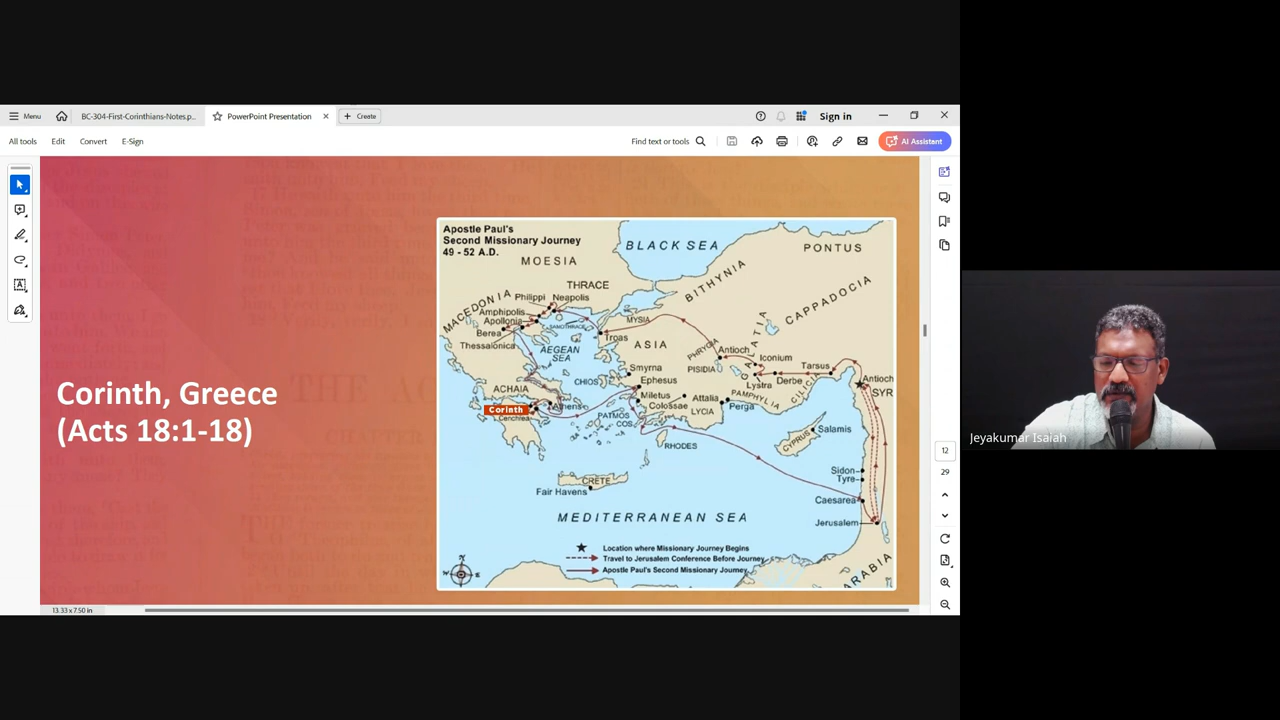 Menu
BC-304-First-Corinthians-Notes.p...
PowerPoint Presentation
Create
Sign in
All tools
Edit
Convert
E-Sign
Find text or tools
AI Assistant
Corinth, Greece
(Acts 18:1-18)
Apostle Paul's
Second Missionary Journey
49 - 52 A.D.
BLACK SEA
PONTUS
MOESIA
THRACE
BITHYNIA
CAPPADOCIA
MACEDONIA
Philippi
Neapolis
Amphipolis
Apollonia
Berea
Thessalonica
MYSIA
Troas
ASIA
GALATIA
PHRYGIA
Antioch
PISIDIA
Iconium
Lystra
Derbe
Tarsus
CILICIA
Antioch
SYR
AEGEAN
SEA
CHIOS
Smyrna
Ephesus
Miletus
Colossae
Attalia
PAMPHYLIA
LYCIA
Perga
ACHAIA
Corinth
Athens
Cenchrea
PATMOS
COS
RHODES
CYPRUS
Salamis
Sidon
Tyre
Caesarea
Jerusalem
CRETE
Fair Havens
MEDITERRANEAN SEA
ARABIA
Location where Missionary Journey Begins
Travel to Jerusalem Conference Before Journey
Apostle Paul's Second Missionary Journey
N
W
E
12
29
13.33 x 7.50 in
Jeyakumar Isaiah